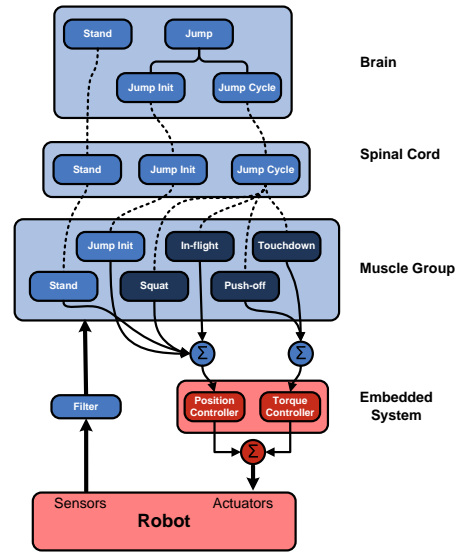 Stand
Jump
Brain
Jump Init
Jump Cycle
Spinal Cord
Stand
Jump Init
Jump Cycle
Jump Init
In-flight
Touchdown
Muscle Group
Stand
Squat
Push-off
Σ
Σ
Filter
Position
Controller
Torque
Controller
Embedded
System
Σ
Sensors
Actuators
Robot